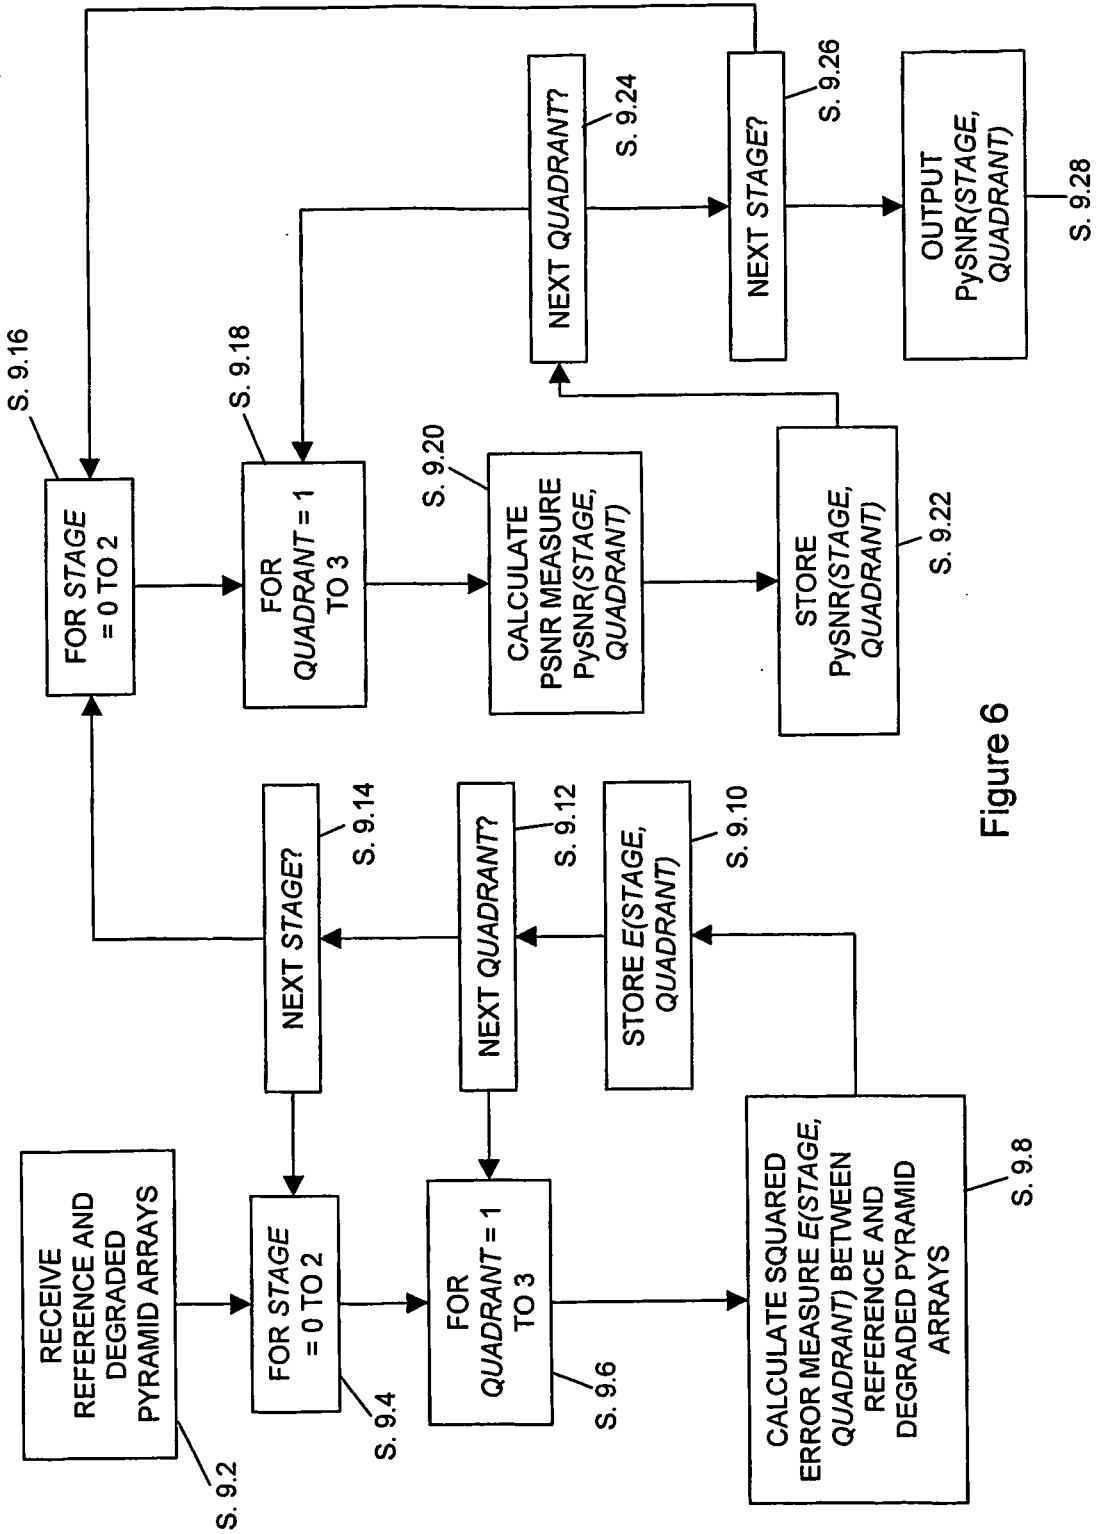 RECEIVE
REFERENCE AND
DEGRADED
PYRAMID ARRAYS
S. 9.2
FOR STAGE
= 0 TO 2
S. 9.4
FOR
QUADRANT = 1
TO 3
S. 9.6
CALCULATE SQUARED
ERROR MEASURE E(STAGE,
QUADRANT) BETWEEN
REFERENCE AND
DEGRADED PYRAMID
ARRAYS
S. 9.8
STORE E(STAGE,
QUADRANT)
S. 9.10
NEXT QUADRANT?
S. 9.12
NEXT STAGE?
S. 9.14
FOR STAGE
= 0 TO 2
S. 9.16
FOR
QUADRANT = 1
TO 3
S. 9.18
CALCULATE
PSNR MEASURE
PySNR(STAGE,
QUADRANT)
S. 9.20
STORE
PySNR(STAGE,
QUADRANT)
S. 9.22
NEXT QUADRANT?
S. 9.24
NEXT STAGE?
S. 9.26
OUTPUT
PySNR(STAGE,
QUADRANT)
S. 9.28
Figure 6